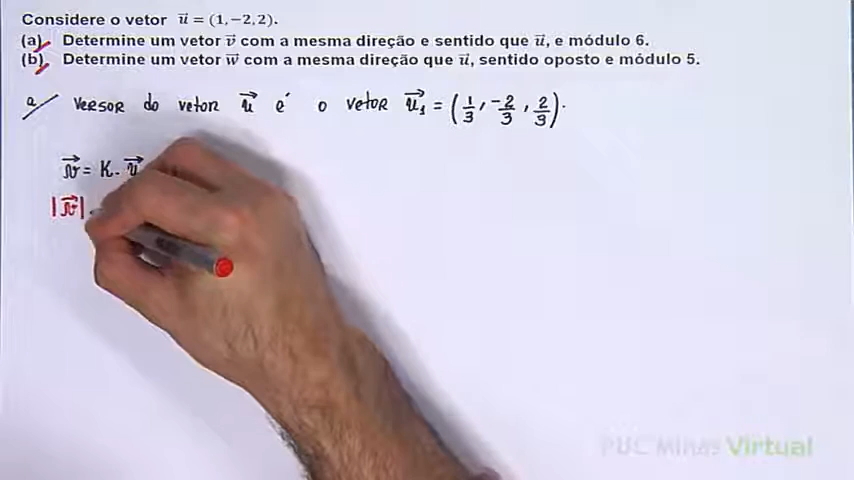 Considere o vetor u⃗ = (1,−2,2).
(a) Determine um vetor v⃗ com a mesma direção e sentido que u⃗, e módulo 6.
(b) Determine um vetor w⃗ com a mesma direção que u⃗, sentido oposto e módulo 5.
a/ VERSOR do vetor u⃗ é o vetor u⃗₁ = (1/3, -2/3, 2/3).
v⃗ = K. u⃗
|v⃗|
PUC Minas Virtual